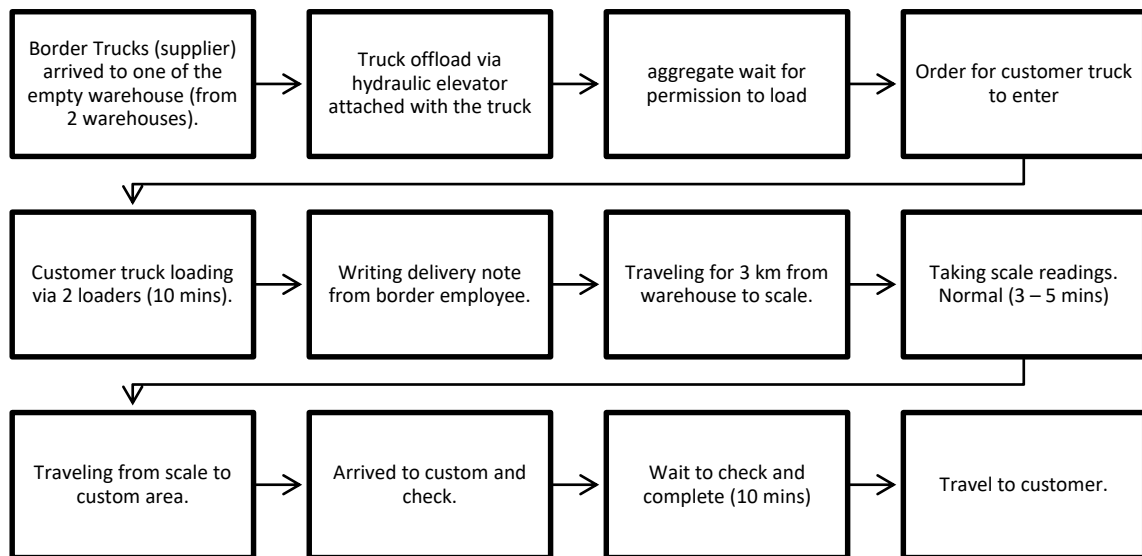 Border Trucks (supplier)
arrived to one of the
empty warehouse (from
2 warehouses).
Truck offload via
hydraulic elevator
attached with the truck
aggregate wait for
permission to load
Order for customer truck
to enter
Customer truck loading
via 2 loaders (10 mins).
Writing delivery note
from border employee.
Traveling for 3 km from
warehouse to scale.
Taking scale readings.
Normal (3 – 5 mins)
Traveling from scale to
custom area.
Arrived to custom and
check.
Wait to check and
complete (10 mins)
Travel to customer.